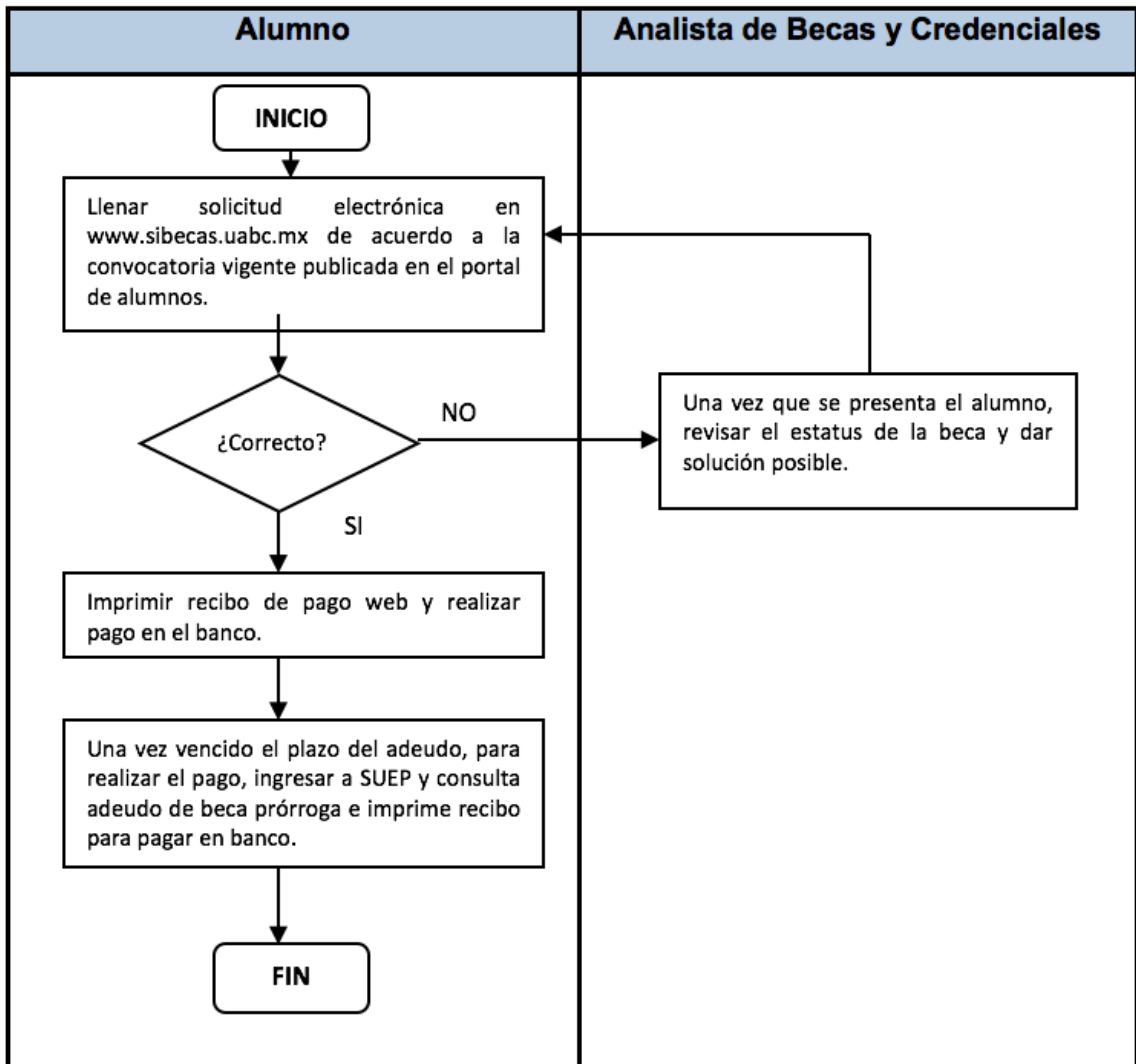 Alumno
Analista de Becas y Credenciales
INICIO
Llenar solicitud electrónica en
www.sibecas.uabc.mx de acuerdo a la
convocatoria vigente publicada en el portal
de alumnos.
¿Correcto?
NO
Una vez que se presenta el alumno,
revisar el estatus de la beca y dar
solución posible.
SI
Imprimir recibo de pago web y realizar
pago en el banco.
Una vez vencido el plazo del adeudo, para
realizar el pago, ingresar a SUEP y consulta
adeudo de beca prórroga e imprime recibo
para pagar en banco.
FIN